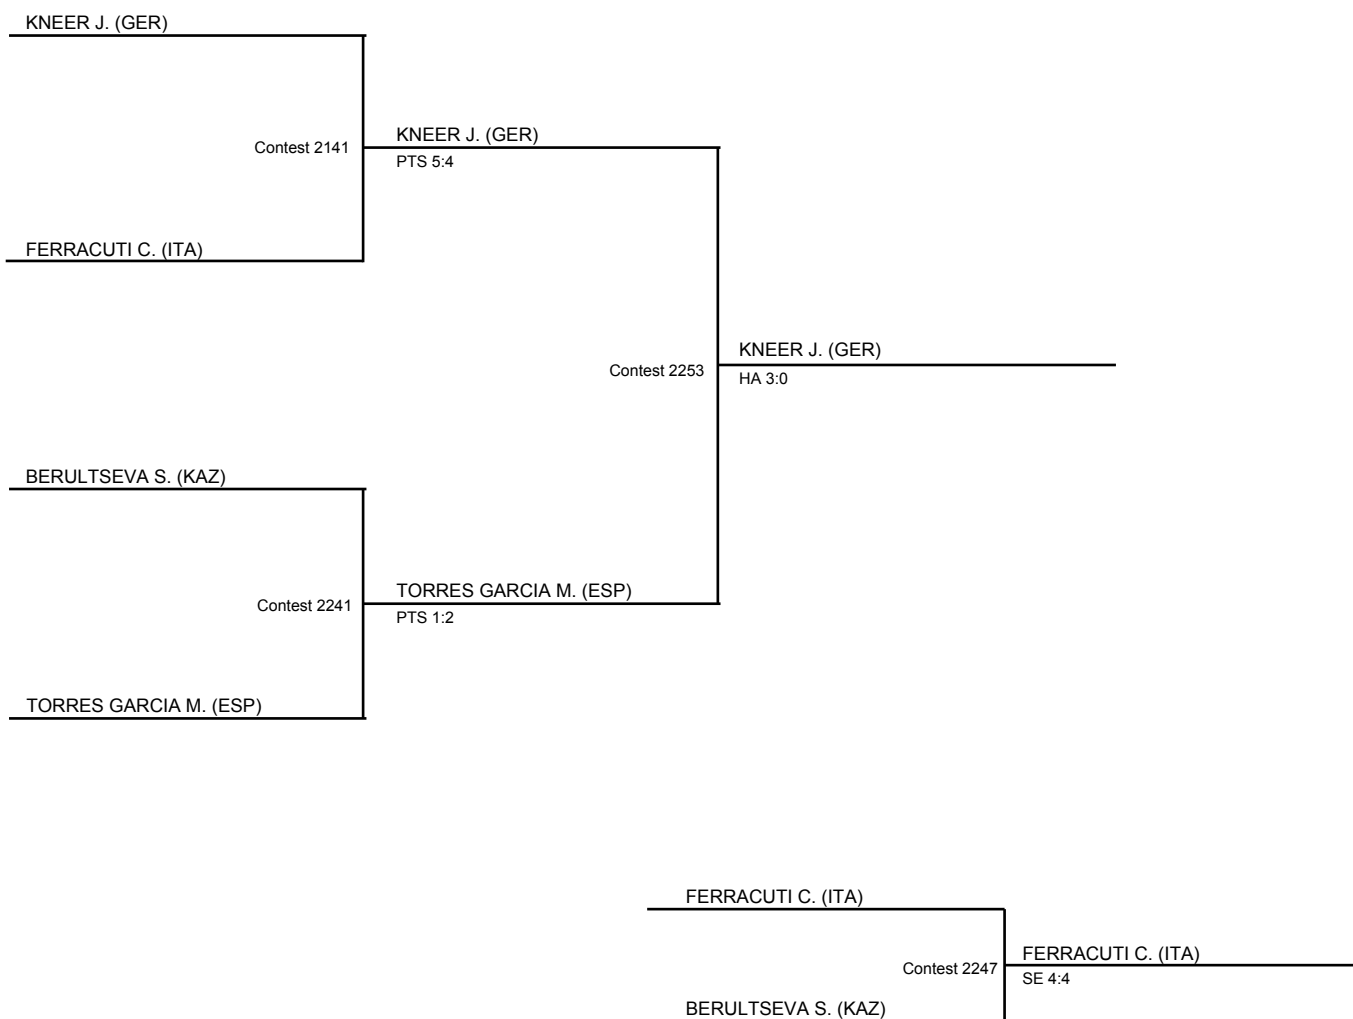 KNEER J. (GER)
Contest 2141
KNEER J. (GER)
PTS 5:4
FERRACUTI C. (ITA)
Contest 2253
KNEER J. (GER)
HA 3:0
BERULTSEVA S. (KAZ)
Contest 2241
TORRES GARCIA M. (ESP)
PTS 1:2
TORRES GARCIA M. (ESP)
FERRACUTI C. (ITA)
Contest 2247
FERRACUTI C. (ITA)
SE 4:4
BERULTSEVA S. (KAZ)